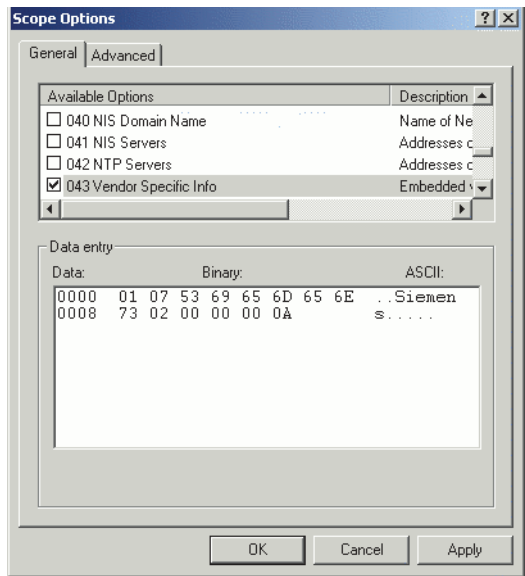 Scope Options
General Advanced
Available Options Description
040 NIS Domain Name Name of Ne
041 NIS Servers Addresses c
042 NTP Servers Addresses c
043 Vendor Specific Info Embedded v
Data entry
Data: Binary: ASCII:
0000 01 07 53 69 65 6D 65 6E ..Siemen
0008 73 02 00 00 00 0A s.....
OK Cancel Apply